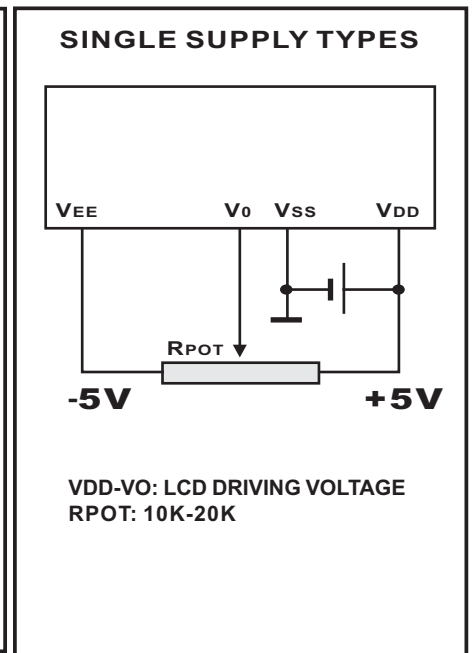 SINGLE SUPPLY TYPES
VEE V0 VSS VDD
RPOT
-5V +5V
VDD-VO: LCD DRIVING VOLTAGE
RPOT: 10K-20K